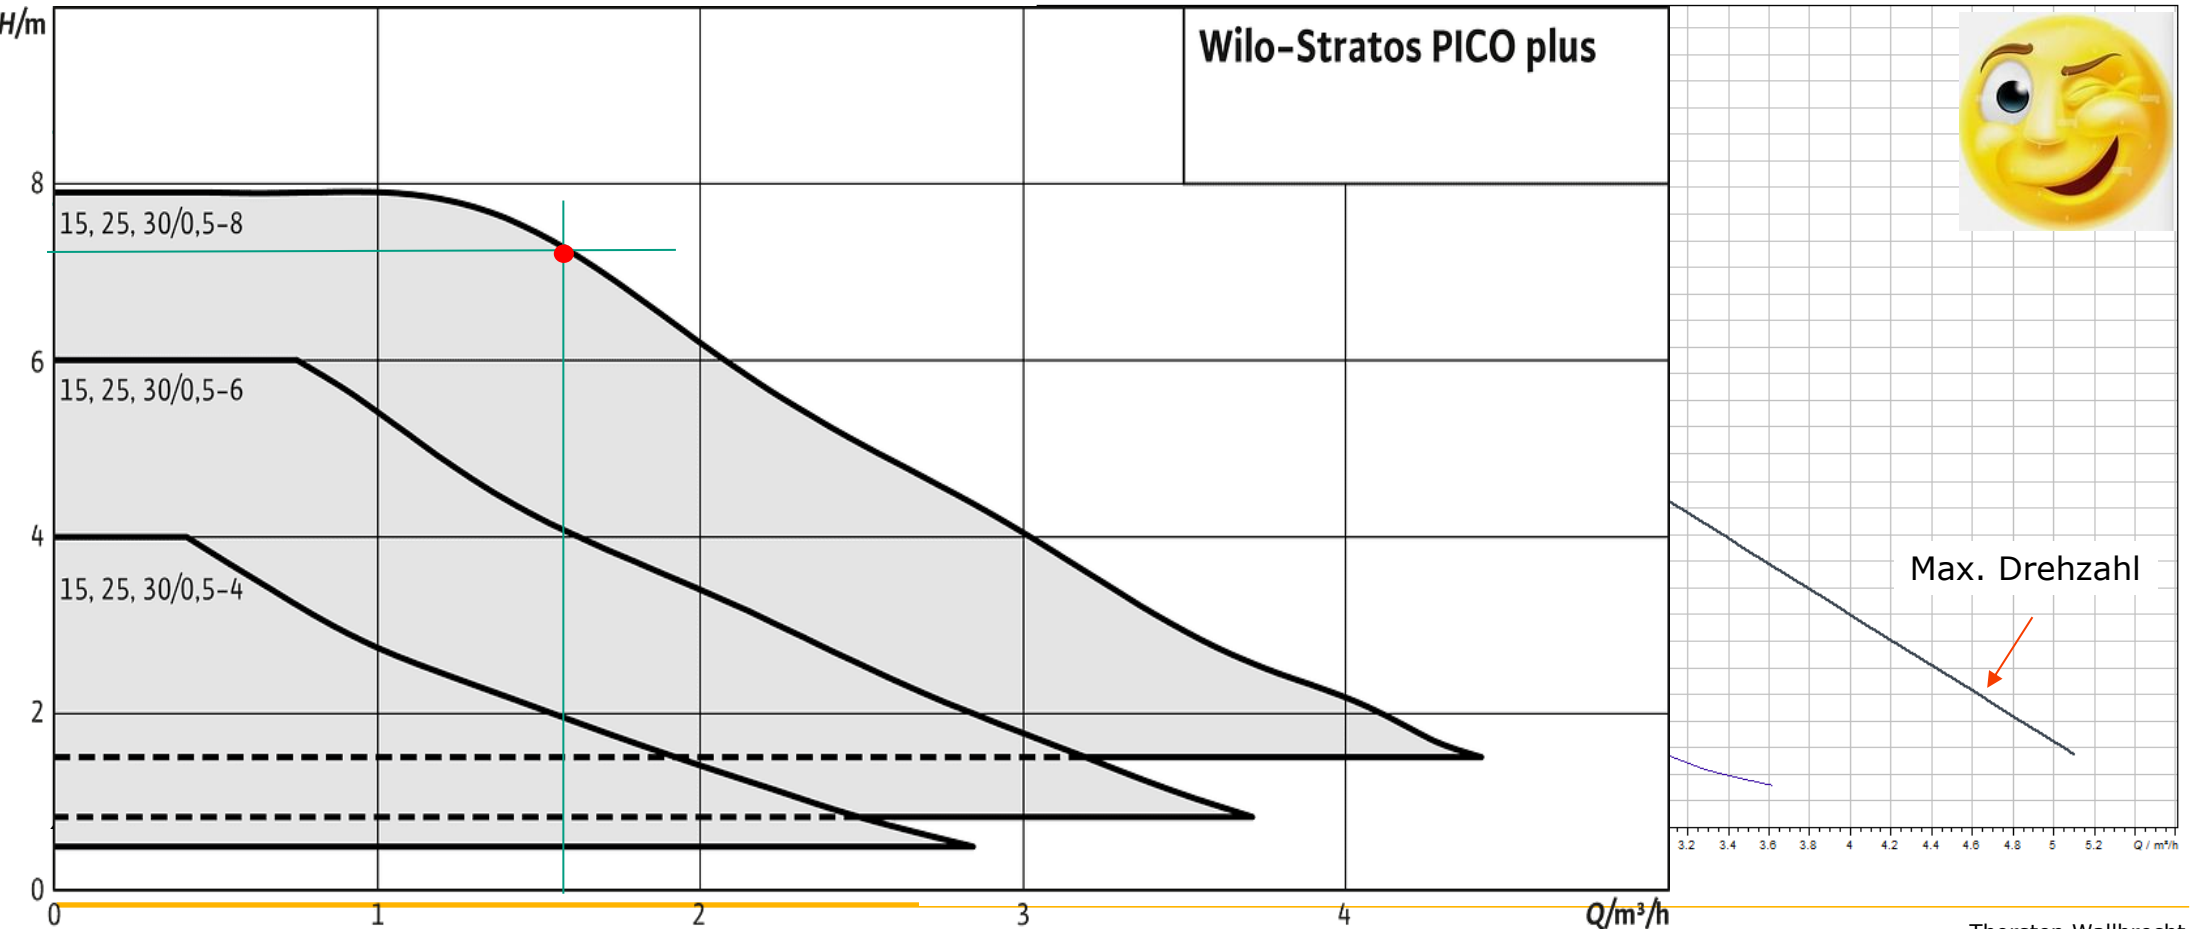 H/m
Wilo-Stratos PICO plus
8
15, 25, 30/0,5-8
6
15, 25, 30/0,5-6
4
15, 25, 30/0,5-4
Max. Drehzahl
2
0
3.2 3.4 3.6 3.8 4 4.2 4.4 4.6 4.8 5 5.2 Q / m³/h
0 1 2 3 4 Q/m³/h
Thorsten Wallbrecht